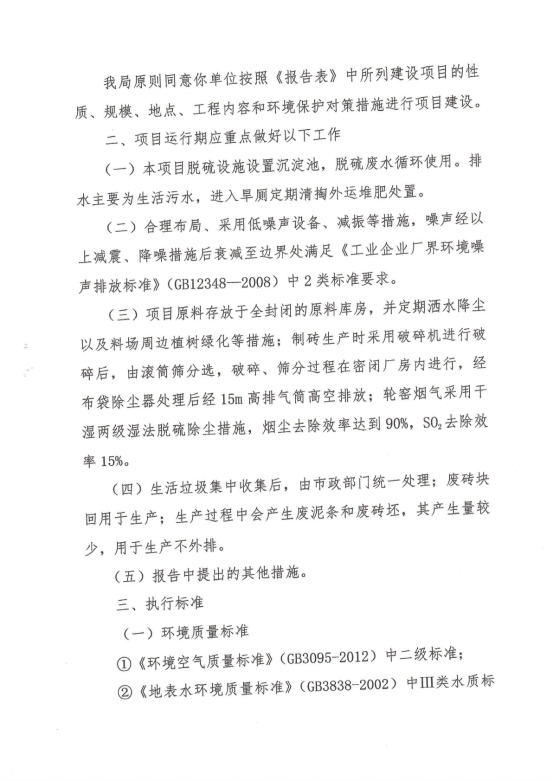 我局原则同意你单位按照《报告表》中所列建设项目的性
质、规模、地点、工程内容和环境保护对策措施进行项目建设。
二、项目运行期应重点做好以下工作
（一）本项目脱硫设施设置沉淀池，脱硫废水循环使用。排
水主要为生活污水，进入旱厕定期清掏外运堆肥处置。
（二）合理布局、采用低噪声设备、减振等措施，噪声经以
上减震、降噪措施后衰减至边界处满足《工业企业厂界环境噪
声排放标准》（GB12348—2008）中2类标准要求。
（三）项目原料存放于全封闭的原料库房，并定期洒水降尘
以及料场周边植树绿化等措施；制砖生产时采用破碎机进行破
碎后，由滚筒筛分选，破碎、筛分过程在密闭厂房内进行，经
布袋除尘器处理后经15m高排气筒高空排放；轮窑烟气采用干
湿两级湿法脱硫除尘措施，烟尘去除效率达到90%，SO₂去除效
率15%。
（四）生活垃圾集中收集后，由市政部门统一处理；废砖块
回用于生产；生产过程中会产生废泥条和废砖坯，其产生量较
少，用于生产不外排。
（五）报告中提出的其他措施。
三、执行标准
（一）环境质量标准
①《环境空气质量标准》（GB3095-2012）中二级标准；
②《地表水环境质量标准》（GB3838-2002）中Ⅲ类水质标